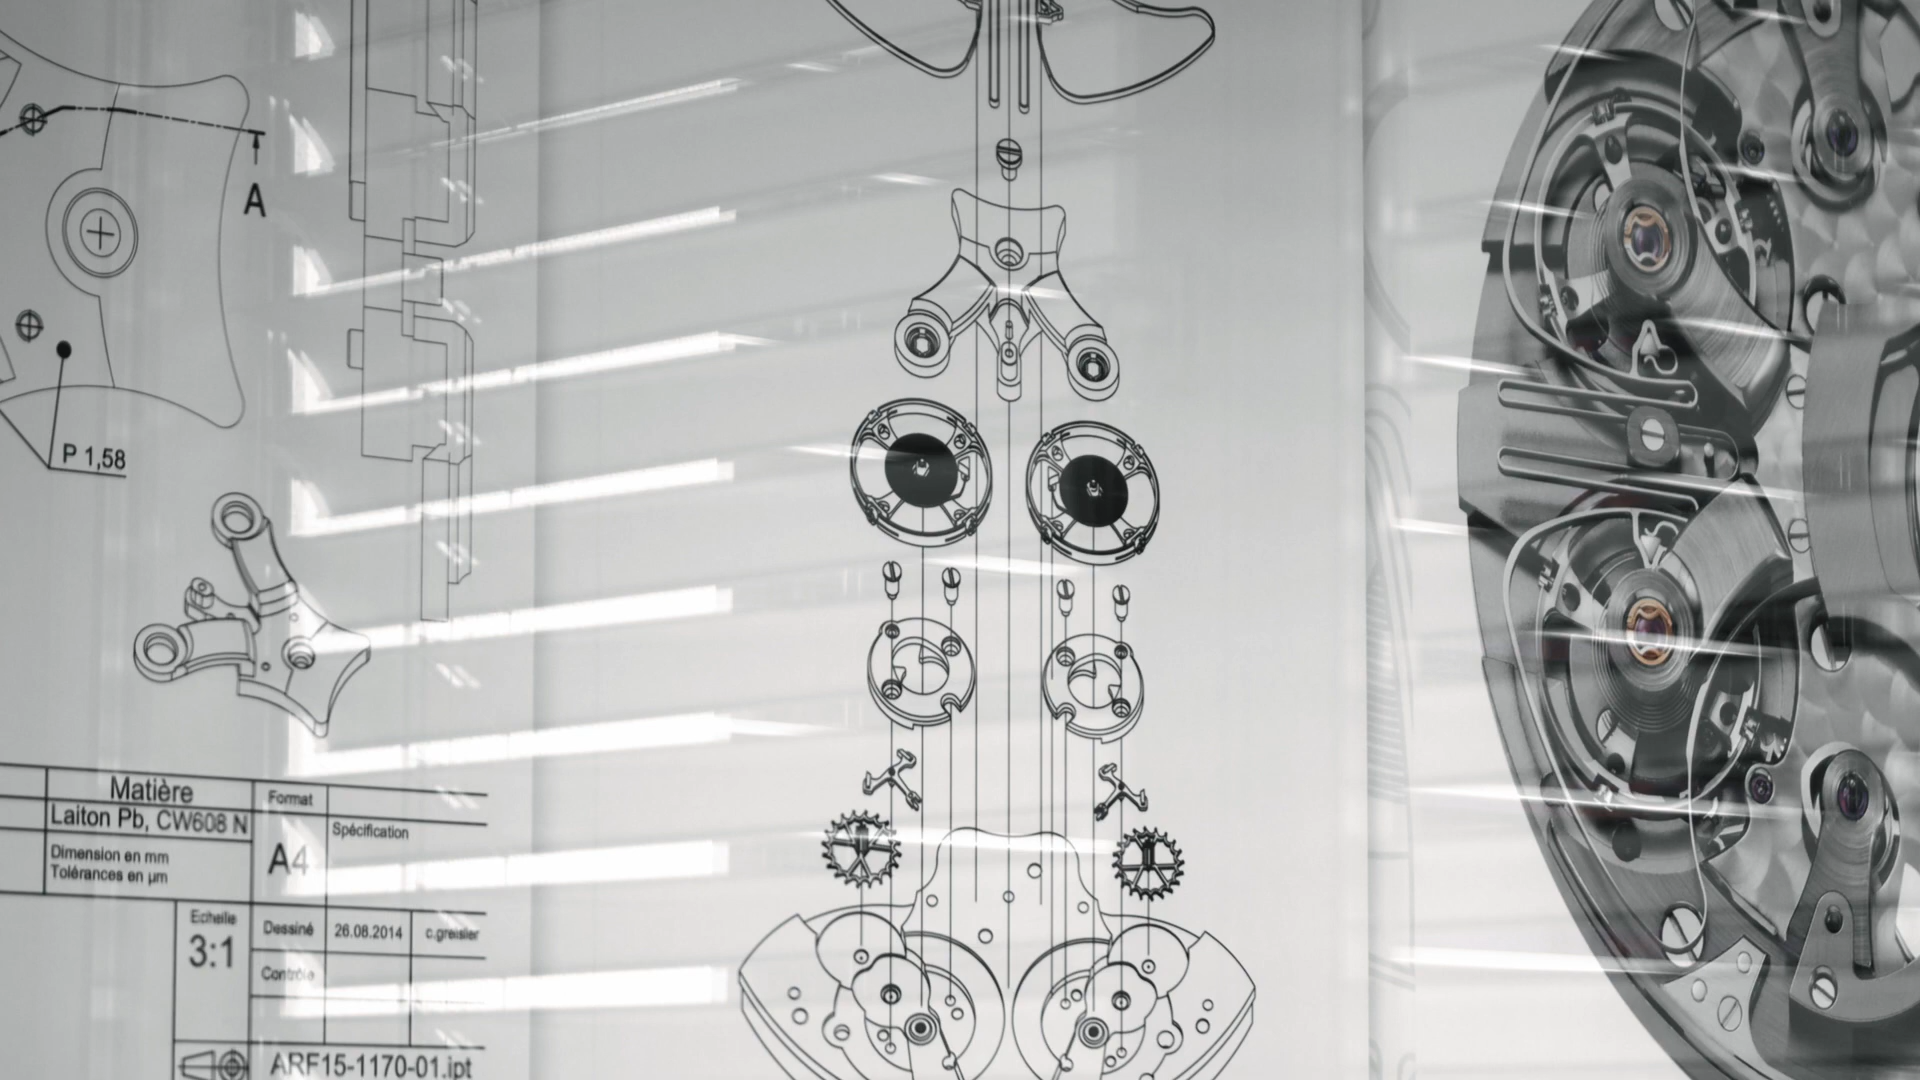 A
P 1,58
Matière
Laiton Pb, CW608 N
Dimension en mm
Tolérances en µm
Format
A4
Spécification
Echelle
3:1
Dessiné
26.08.2014
c.greisler
Contrôle
ARF15-1170-01.ipt